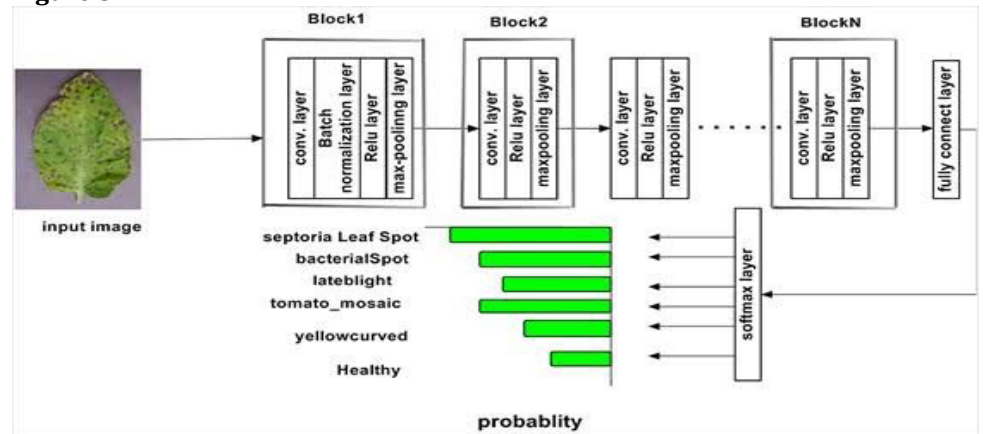 Block1
Block2
BlockN
conv. layer
Batch
normalization layer
Relu layer
max-poolinng layer
conv. layer
Relu layer
maxpooling layer
conv. layer
Relu layer
maxpooling layer
conv. layer
Relu layer
maxpooling layer
fully connect layer
input image
septoria Leaf Spot
bacterialSpot
lateblight
tomato_mosaic
yellowcurved
Healthy
softmax layer
probablity